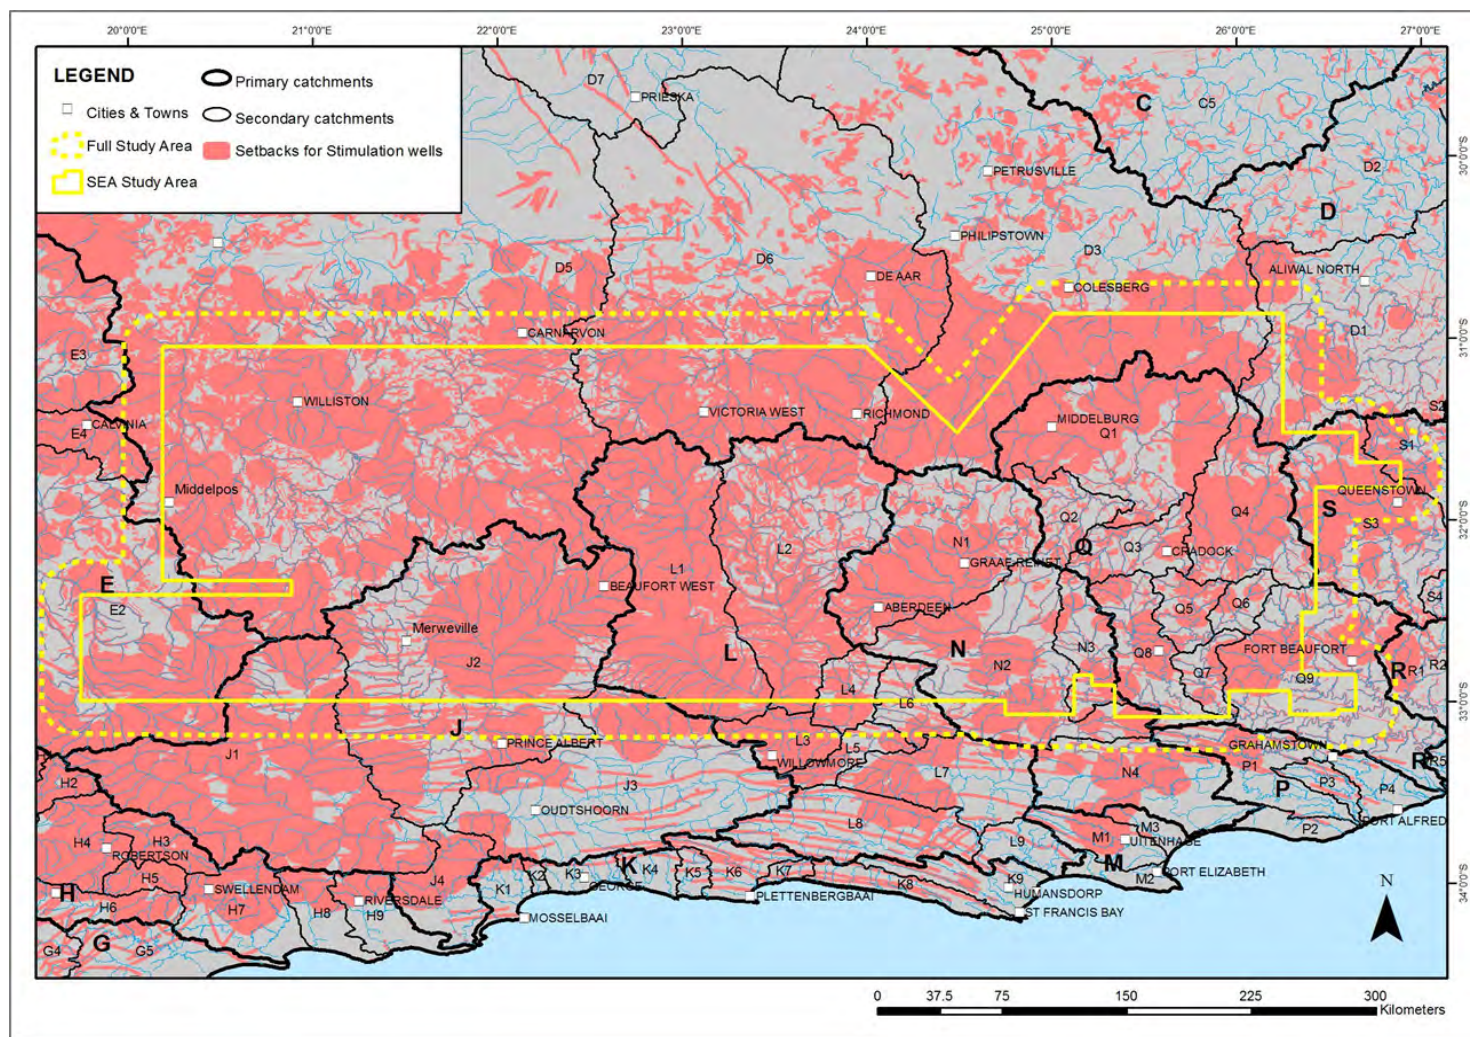 20°0'0"E 21°0'0"E 22°0'0"E 23°0'0"E 24°0'0"E 25°0'0"E 26°0'0"E 27°0'0"E
LEGEND
Primary catchments
Cities & Towns
Secondary catchments
Full Study Area
Setbacks for Stimulation wells
SEA Study Area
D7
PRIESKA
C
C5
30°0'0"S
D2
PETRUSVILLE
D
PHILIPSTOWN
D3
D5
D6
DE AAR
ALIWAL NORTH
COLESBERG
CARNARVON
D1
31°0'0"S
E3
WILLISTON
VICTORIA WEST
RICHMOND
S2
CALVINIA
E4
MIDDELBURG
Q1
S1
Middelpos
QUEENSTOWN
S
Q4
Q2
S3
32°0'0"S
N1
L2
Q
Q3
CRADOCK
GRAAF-REINET
L1
BEAUFORT WEST
E
E2
S4
ABERDEEN
Q5
Q6
Merweville
J2
L
N
N2
N3
Q8
Q7
FORT BEAUFORT
Q9
R
R1
R2
L4
L6
33°0'0"S
J
PRINCE ALBERT
L3
L5
WILLOWMORE
GRAHAMSTOWN
J1
J3
L7
N4
P1
R
R5
H2
P
P3
P4
OUDTSHOORN
PORT ALFRED
L8
P2
H4
H3
ROBERTSON
L9
M1
M3
UITENHAGE
M
M2
PORT ELIZABETH
H5
J4
K
K1
K2
K3
GEORGE
K4
K5
K6
K7
K8
K9
HUMANSDORP
34°0'0"S
H
SWELLENDAM
H6
H7
RIVERSDALE
H8
H9
PLETTENBERGBAAI
MOSSELBAAI
ST FRANCIS BAY
G
G4
G5
N
0 37.5 75 150 225 300
Kilometers